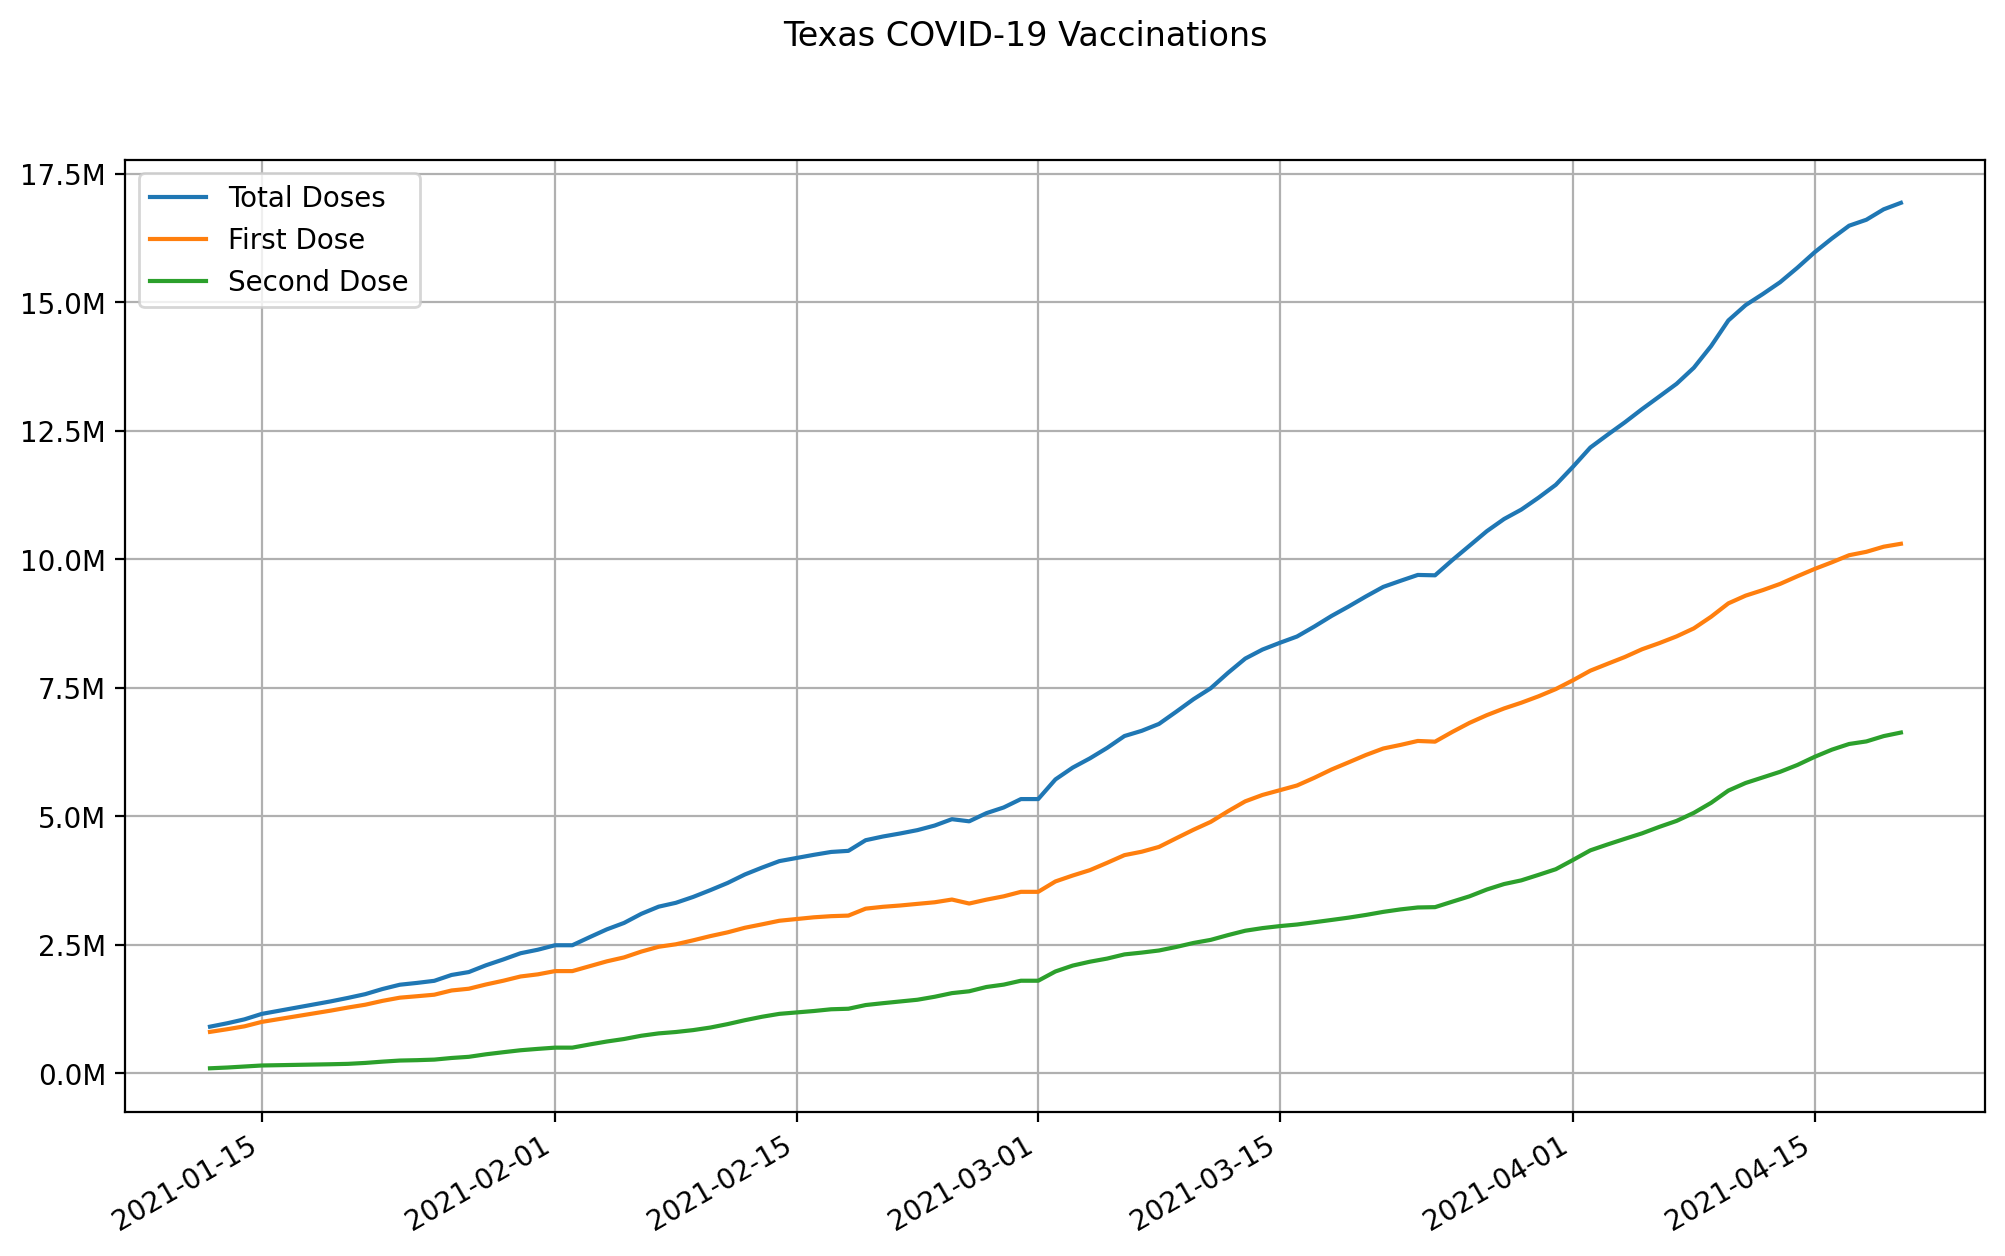 Texas COVID-19 Vaccinations
17.5M
15.0M
12.5M
10.0M
7.5M
5.0M
2.5M
0.0M
Total Doses
First Dose
Second Dose
2021-01-15
2021-02-01
2021-02-15
2021-03-01
2021-03-15
2021-04-01
2021-04-15